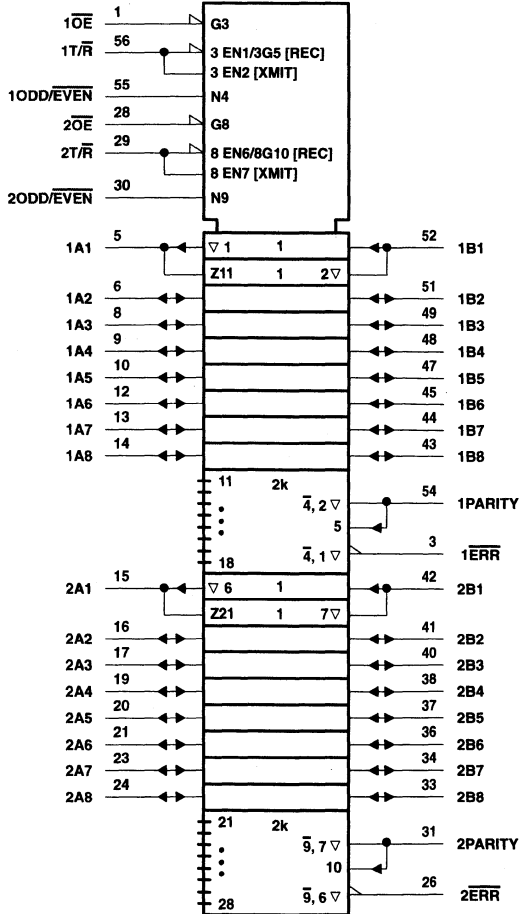 1O̅E̅ 1 G3
1T/R̅ 56 3 EN1/3G5 [REC]
3 EN2 [XMIT]
1ODD/E̅V̅E̅N̅ 55 N4
2O̅E̅ 28 G8
2T/R̅ 29 8 EN6/8G10 [REC]
8 EN7 [XMIT]
2ODD/E̅V̅E̅N̅ 30 N9
1A1 5 ▽ 1 1 52 1B1
Z11 1 2 ▽
1A2 6 51 1B2
1A3 8 49 1B3
1A4 9 48 1B4
1A5 10 47 1B5
1A6 12 45 1B6
1A7 13 44 1B7
1A8 14 43 1B8
11 2k
4̅, 2 ▽ 54 1PARITY
5
18 4̅, 1 ▽ 3 1E̅R̅R̅
2A1 15 ▽ 6 1 42 2B1
Z21 1 7 ▽
2A2 16 41 2B2
2A3 17 40 2B3
2A4 19 38 2B4
2A5 20 37 2B5
2A6 21 36 2B6
2A7 23 34 2B7
2A8 24 33 2B8
21 2k
9̅, 7 ▽ 31 2PARITY
10
28 9̅, 6 ▽ 26 2E̅R̅R̅